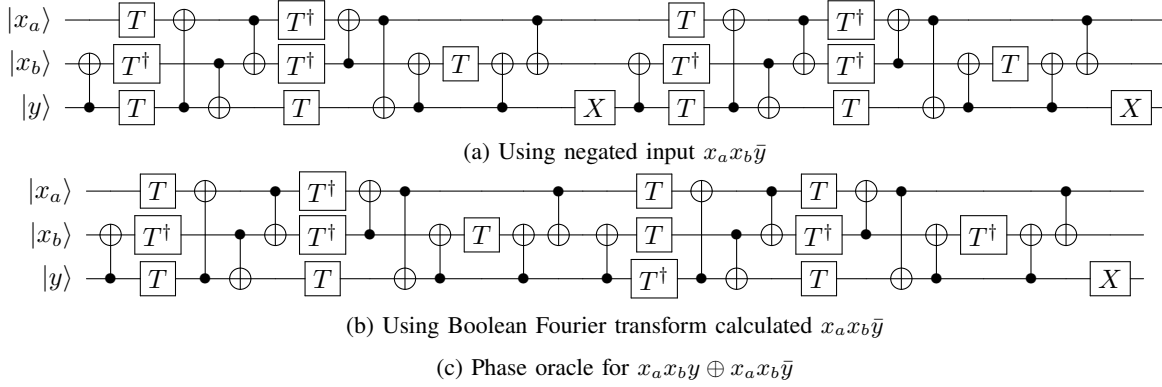 |x_a⟩ T T† T T†
|x_b⟩ T† T† T T† T† T
|y⟩ T T X T T X
(a) Using negated input x_a x_b ȳ
|x_a⟩ T T† T T
|x_b⟩ T† T† T T T† T†
|y⟩ T T T† T X
(b) Using Boolean Fourier transform calculated x_a x_b ȳ
(c) Phase oracle for x_a x_b y ⊕ x_a x_b ȳ